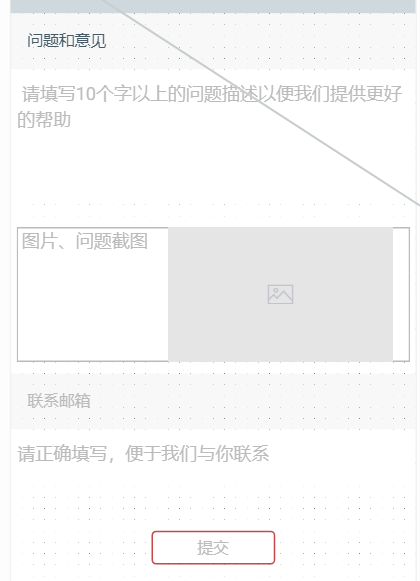 问题和意见
请填写10个字以上的问题描述以便我们提供更好
的帮助
图片、问题截图
联系邮箱
请正确填写，便于我们与你联系
提交